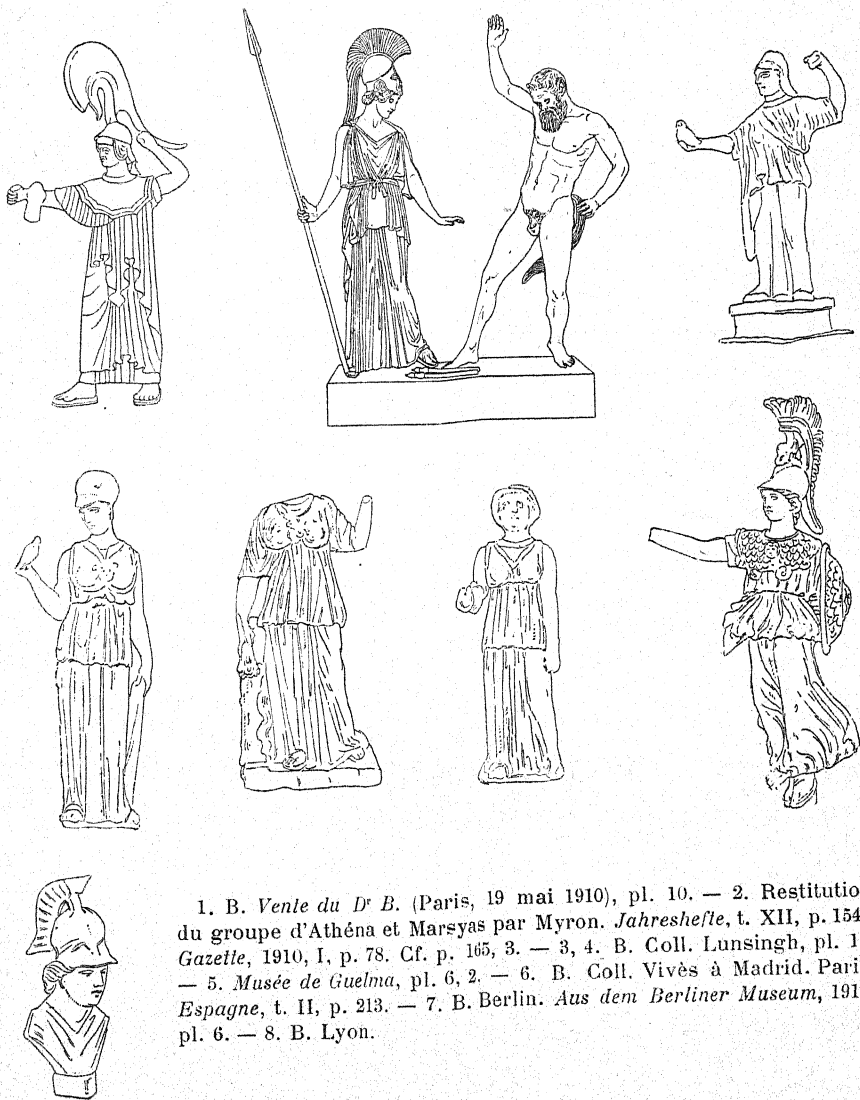 1. B. Vente du Dr B. (Paris, 19 mai 1910), pl. 10. — 2. Restitutio
du groupe d'Athéna et Marsyas par Myron. Jahreshefte, t. XII, p. 154
Gazette, 1910, I, p. 78. Cf. p. 165, 3. — 3, 4. B. Coll. Lunsingh, pl. 1
— 5. Musée de Guelma, pl. 6, 2. — 6. B. Coll. Vivès à Madrid. Pari
Espagne, t. II, p. 213. — 7. B. Berlin. Aus dem Berliner Museum, 191
pl. 6. — 8. B. Lyon.